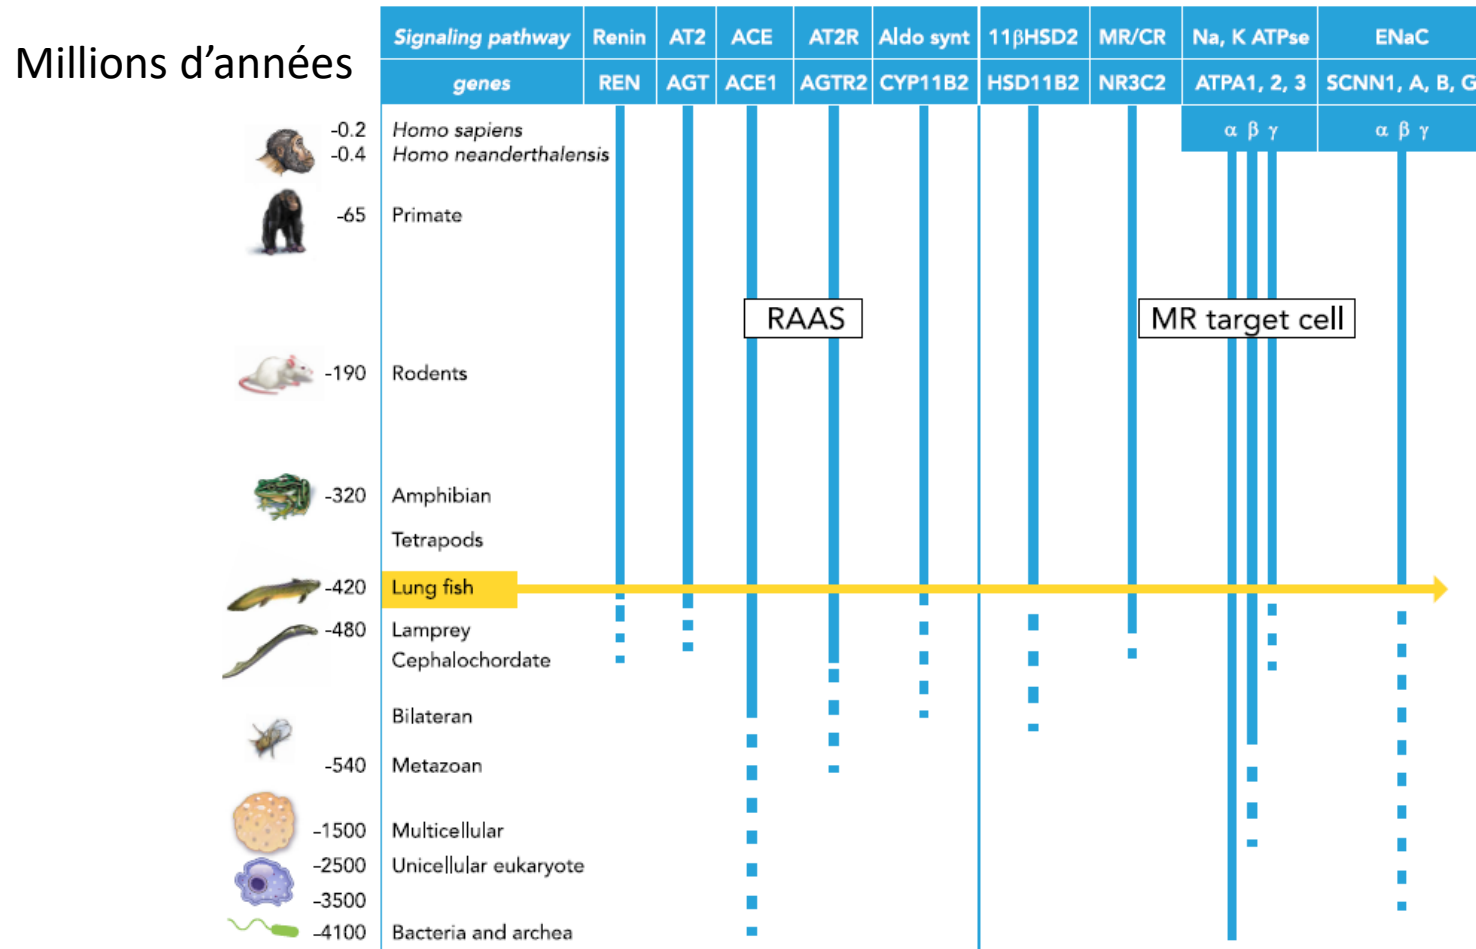 Millions d’années
Signaling pathway Renin AT2 ACE AT2R Aldo synt 11βHSD2 MR/CR Na, K ATPse ENaC
genes REN AGT ACE1 AGTR2 CYP11B2 HSD11B2 NR3C2 ATPA1, 2, 3 SCNN1, A, B, G
α β γ α β γ
-0.2 Homo sapiens
-0.4 Homo neanderthalensis
-65 Primate
RAAS MR target cell
-190 Rodents
-320 Amphibian
Tetrapods
-420 Lung fish
-480 Lamprey
Cephalochordate
Bilateran
-540 Metazoan
-1500 Multicellular
-2500 Unicellular eukaryote
-3500
-4100 Bacteria and archea